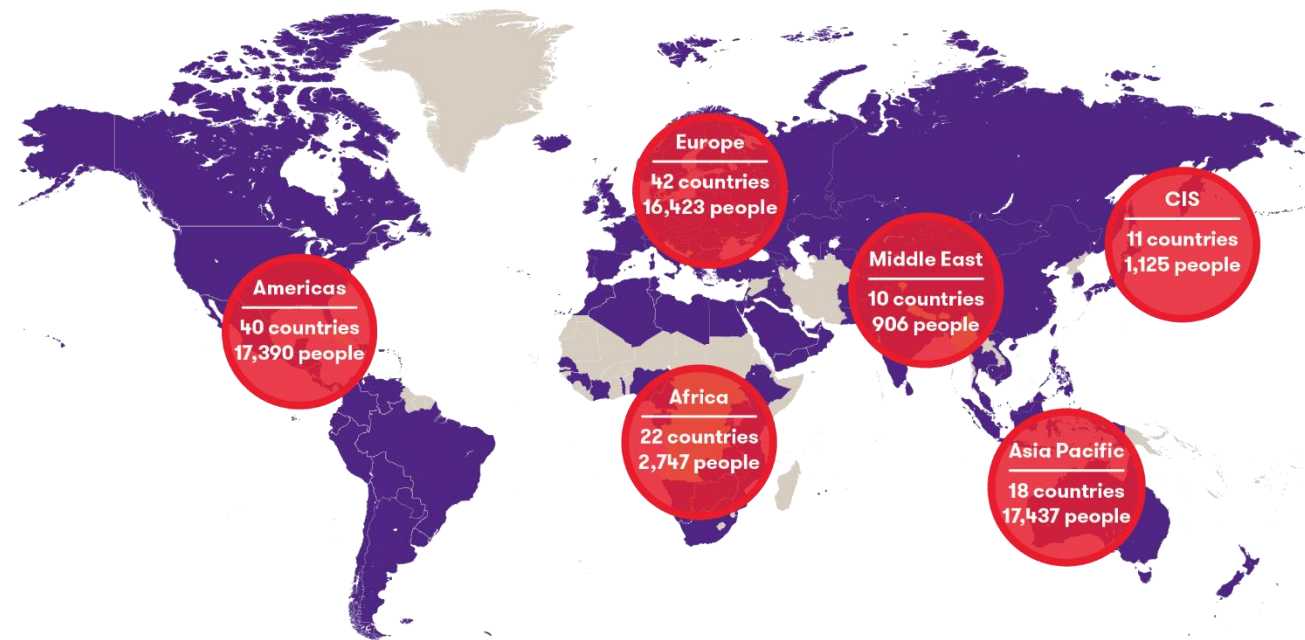 Europe
42 countries
16,423 people
CIS
11 countries
1,125 people
Middle East
10 countries
906 people
Americas
40 countries
17,390 people
Africa
22 countries
2,747 people
Asia Pacific
18 countries
17,437 people